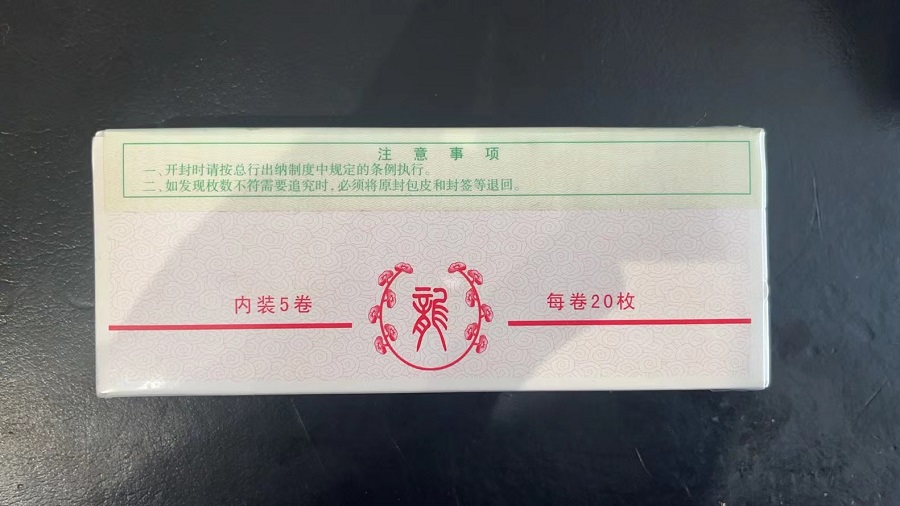 注意事项
一、开封时请按总行出纳制度中规定的条例执行。
二、如发现枚数不符需要追究时，必须将原封包皮和封签等退回。
内装5卷 龍 每卷20枚